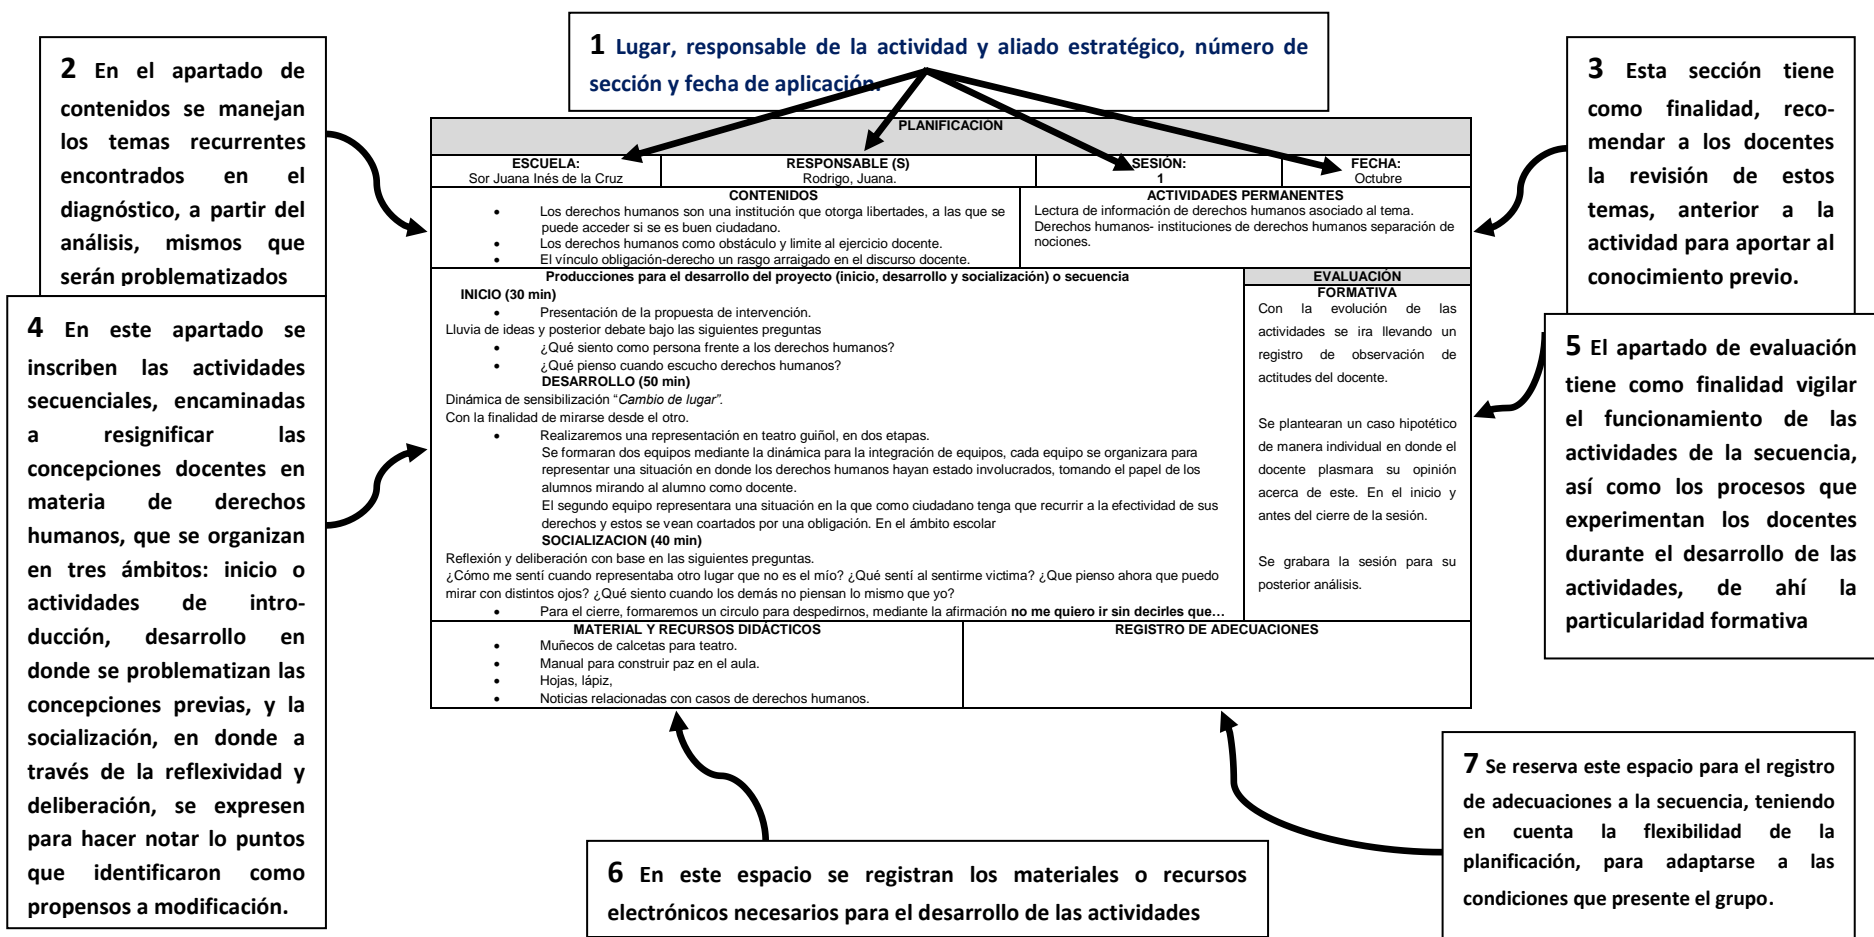 1 Lugar, responsable de la actividad y aliado estratégico, número de
sección y fecha de aplicación.
2 En el apartado de
contenidos se manejan
los temas recurrentes
encontrados en el
diagnóstico, a partir del
análisis, mismos que
serán problematizados
3 Esta sección tiene
como finalidad, reco-
mendar a los docentes
la revisión de estos
temas, anterior a la
actividad para aportar al
conocimiento previo.
PLANIFICACION
ESCUELA:
Sor Juana Inés de la Cruz
RESPONSABLE (S)
Rodrigo, Juana.
SESIÓN:
1
FECHA:
Octubre
CONTENIDOS
• Los derechos humanos son una institución que otorga libertades, a las que se
puede acceder si se es buen ciudadano.
• Los derechos humanos como obstáculo y limite al ejercicio docente.
• El vínculo obligación-derecho un rasgo arraigado en el discurso docente.
ACTIVIDADES PERMANENTES
Lectura de información de derechos humanos asociado al tema.
Derechos humanos- instituciones de derechos humanos separación de
nociones.
Producciones para el desarrollo del proyecto (inicio, desarrollo y socialización) o secuencia
INICIO (30 min)
• Presentación de la propuesta de intervención.
Lluvia de ideas y posterior debate bajo las siguientes preguntas
• ¿Qué siento como persona frente a los derechos humanos?
• ¿Qué pienso cuando escucho derechos humanos?
DESARROLLO (50 min)
Dinámica de sensibilización “Cambio de lugar”.
Con la finalidad de mirarse desde el otro.
• Realizaremos una representación en teatro guiñol, en dos etapas.
Se formaran dos equipos mediante la dinámica para la integración de equipos, cada equipo se organizara para
representar una situación en donde los derechos humanos hayan estado involucrados, tomando el papel de los
alumnos mirando al alumno como docente.
El segundo equipo representara una situación en la que como ciudadano tenga que recurrir a la efectividad de sus
derechos y estos se vean coartados por una obligación. En el ámbito escolar
SOCIALIZACION (40 min)
Reflexión y deliberación con base en las siguientes preguntas.
¿Cómo me sentí cuando representaba otro lugar que no es el mío? ¿Qué sentí al sentirme victima? ¿Que pienso ahora que puedo
mirar con distintos ojos? ¿Qué siento cuando los demás no piensan lo mismo que yo?
• Para el cierre, formaremos un circulo para despedirnos, mediante la afirmación no me quiero ir sin decirles que…
EVALUACIÓN
FORMATIVA
Con la evolución de las
actividades se ira llevando un
registro de observación de
actitudes del docente.
Se plantearan un caso hipotético
de manera individual en donde el
docente plasmara su opinión
acerca de este. En el inicio y
antes del cierre de la sesión.
Se grabara la sesión para su
posterior análisis.
MATERIAL Y RECURSOS DIDÁCTICOS
• Muñecos de calcetas para teatro.
• Manual para construir paz en el aula.
• Hojas, lápiz,
• Noticias relacionadas con casos de derechos humanos.
REGISTRO DE ADECUACIONES
4 En este apartado se
inscriben las actividades
secuenciales, encaminadas
a resignificar las
concepciones docentes en
materia de derechos
humanos, que se organizan
en tres ámbitos: inicio o
actividades de intro-
ducción, desarrollo en
donde se problematizan las
concepciones previas, y la
socialización, en donde a
través de la reflexividad y
deliberación, se expresen
para hacer notar lo puntos
que identificaron como
propensos a modificación.
5 El apartado de evaluación
tiene como finalidad vigilar
el funcionamiento de las
actividades de la secuencia,
así como los procesos que
experimentan los docentes
durante el desarrollo de las
actividades, de ahí la
particularidad formativa
6 En este espacio se registran los materiales o recursos
electrónicos necesarios para el desarrollo de las actividades
7 Se reserva este espacio para el registro
de adecuaciones a la secuencia, teniendo
en cuenta la flexibilidad de la
planificación, para adaptarse a las
condiciones que presente el grupo.